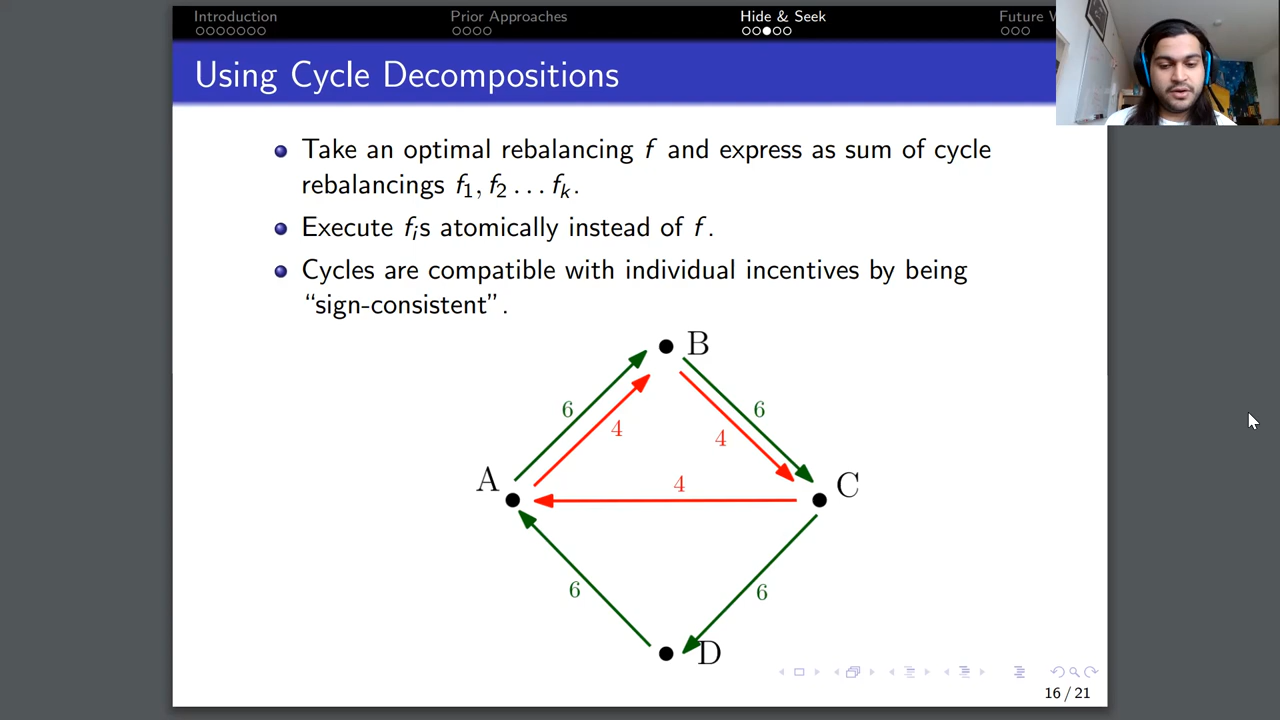 Introduction
Prior Approaches
Hide & Seek
Future
Using Cycle Decompositions
Take an optimal rebalancing f and express as sum of cycle
rebalancings f₁, f₂ … fₖ.
Execute fᵢs atomically instead of f.
Cycles are compatible with individual incentives by being
“sign-consistent”.
B
6
6
4
4
A
4
C
6
6
D
16 / 21